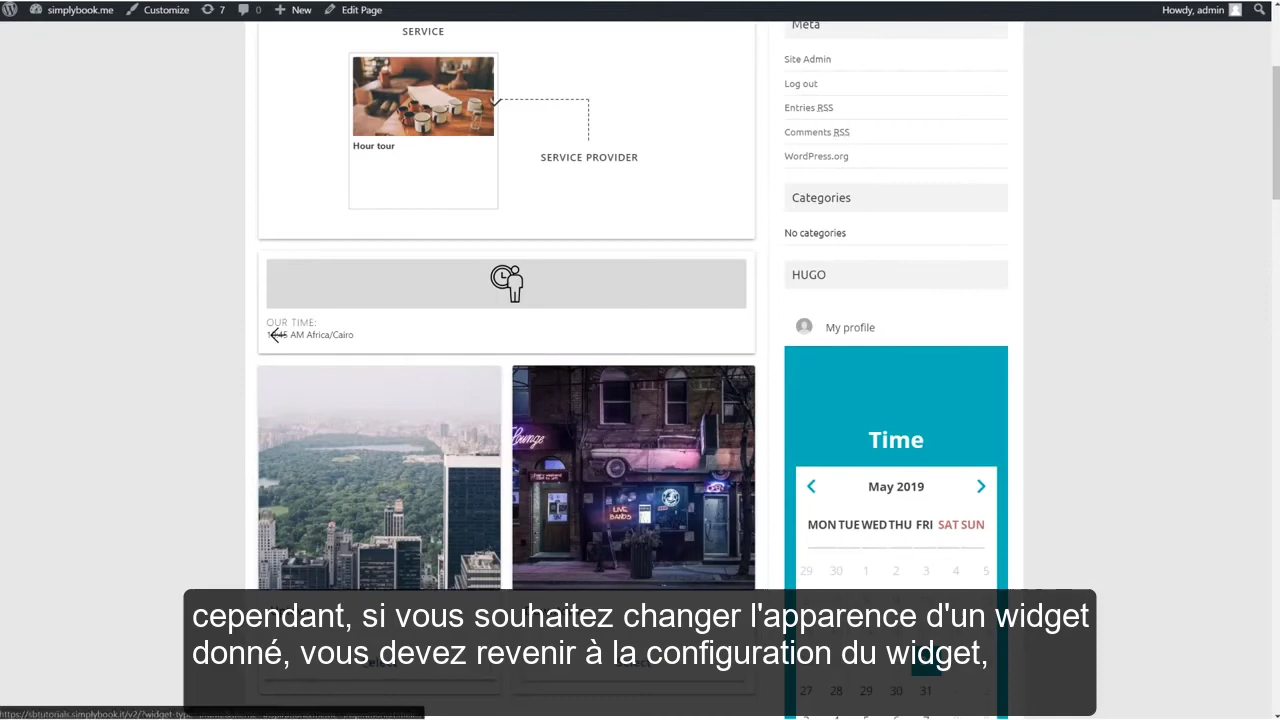 simplybook.me Customize 7 0 New Edit Page Howdy, admin
SERVICE
Hour tour
SERVICE PROVIDER
OUR TIME:
AM Africa/Cairo
Lounge
LIVE
BANDS
Meta
Site Admin
Log out
Entries RSS
Comments RSS
WordPress.org
Categories
No categories
HUGO
My profile
Time
May 2019
MON TUE WED THU FRI SAT SUN
29 30 1 2 3 4 5
27 28 29 30 31
cependant, si vous souhaitez changer l'apparence d'un widget
donné, vous devez revenir à la configuration du widget,